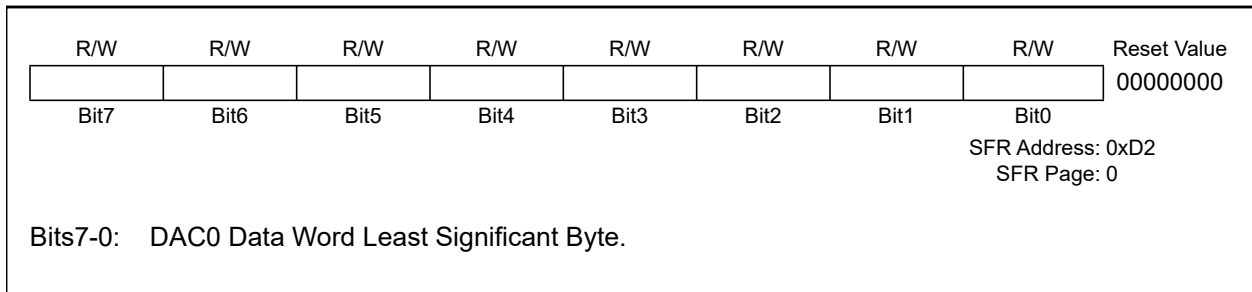 R/W R/W R/W R/W R/W R/W R/W R/W Reset Value
00000000
Bit7 Bit6 Bit5 Bit4 Bit3 Bit2 Bit1 Bit0
SFR Address: 0xD2
SFR Page: 0
Bits7-0: DAC0 Data Word Least Significant Byte.